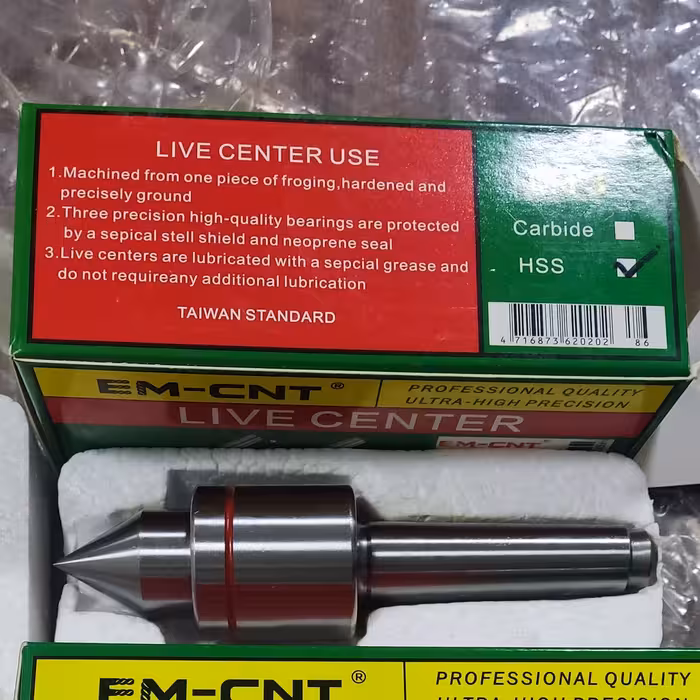 LIVE CENTER USE
1.Machined from one piece of froging,hardened and
precisely ground
2.Three precision high-quality bearings are protected
by a sepical stell shield and neoprene seal
3.Live centers are lubricated with a sepcial grease and
do not requireany additional lubrication
TAIWAN STANDARD
Carbide
HSS
4 716873 620202 86
EM-CNT®
PROFESSIONAL QUALITY
ULTRA-HIGH PRECISION
LIVE CENTER
EM-CNT
EM-CNT®
PROFESSIONAL QUALITY
ULTRA-HIGH PRECISION